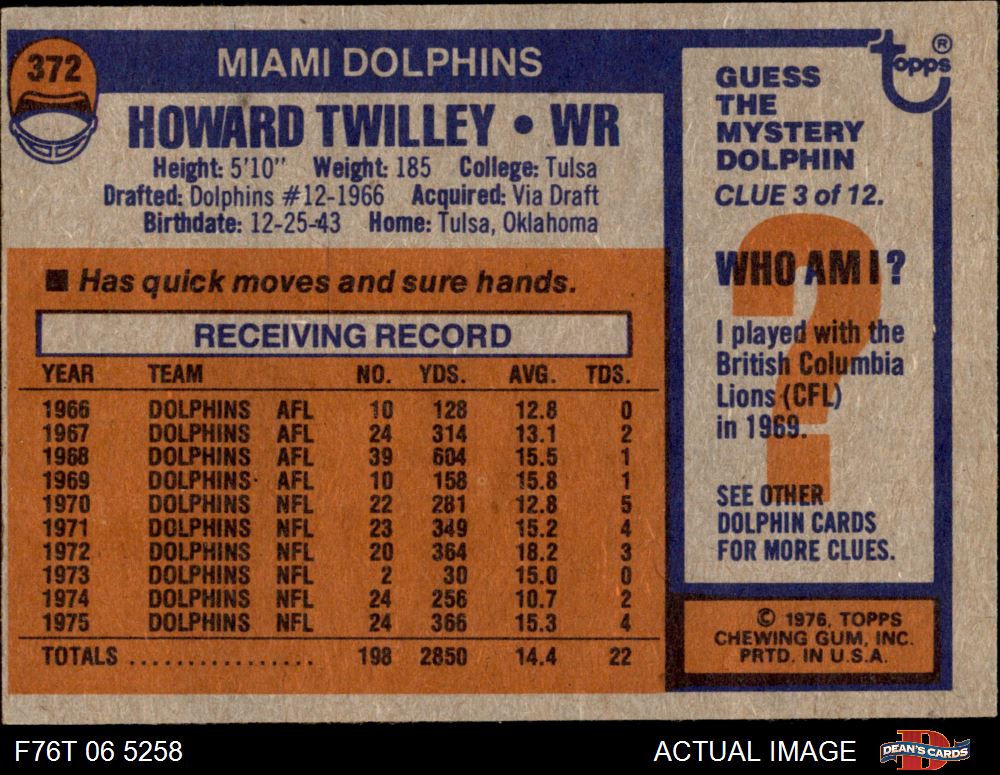 372
MIAMI DOLPHINS
HOWARD TWILLEY • WR
Height: 5'10" Weight: 185 College: Tulsa
Drafted: Dolphins #12-1966 Acquired: Via Draft
Birthdate: 12-25-43 Home: Tulsa, Oklahoma
■ Has quick moves and sure hands.
RECEIVING RECORD
YEAR TEAM NO. YDS. AVG. TDS.
1966 DOLPHINS AFL 10 128 12.8 0
1967 DOLPHINS AFL 24 314 13.1 2
1968 DOLPHINS AFL 39 604 15.5 1
1969 DOLPHINS AFL 10 158 15.8 1
1970 DOLPHINS NFL 22 281 12.8 5
1971 DOLPHINS NFL 23 349 15.2 4
1972 DOLPHINS NFL 20 364 18.2 3
1973 DOLPHINS NFL 2 30 15.0 0
1974 DOLPHINS NFL 24 256 10.7 2
1975 DOLPHINS NFL 24 366 15.3 4
TOTALS ................ 198 2850 14.4 22
topps ®
GUESS
THE
MYSTERY
DOLPHIN
CLUE 3 of 12.
?
WHO AM I?
I played with the
British Columbia
Lions (CFL)
in 1969.
SEE OTHER
DOLPHIN CARDS
FOR MORE CLUES.
© 1976, TOPPS
CHEWING GUM, INC.
PRTD. IN U.S.A.
F76T 06 5258
ACTUAL IMAGE
D
DEAN'S CARDS